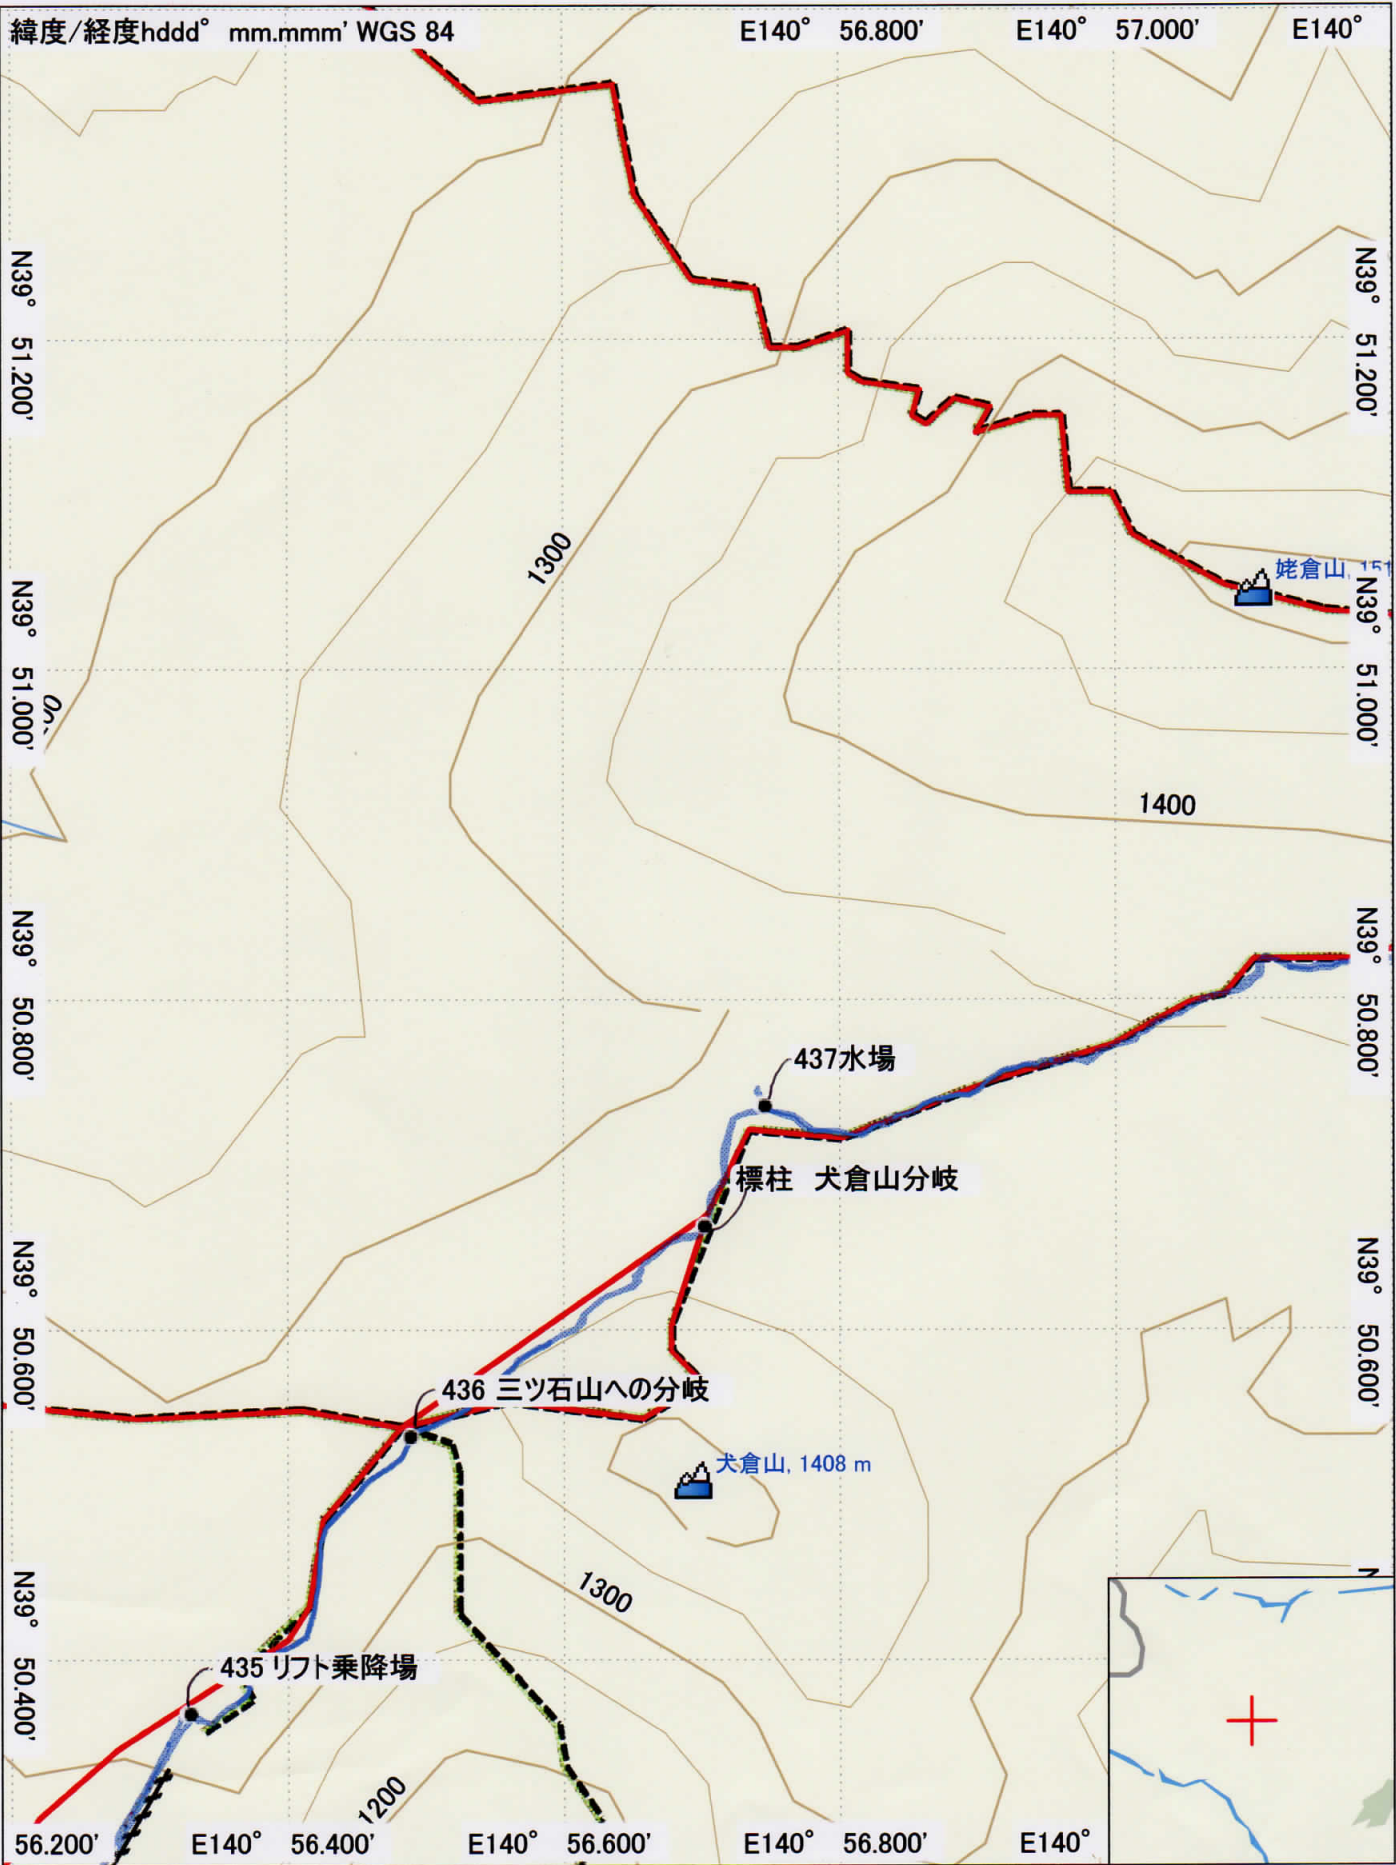 緯度/経度hddd° mm.mmm' WGS 84
E140° 56.800'
E140° 57.000'
E140°
N39° 51.200'
N39° 51.200'
1300
姥倉山, 151
N39° 51.000'
N39° 51.000'
1400
N39° 50.800'
N39° 50.800'
437水場
標柱 犬倉山分岐
N39° 50.600'
N39° 50.600'
436 三ツ石山への分岐
犬倉山, 1408 m
1300
N39° 50.400'
N
435 リフト乗降場
1200
56.200'
E140° 56.400'
E140° 56.600'
E140° 56.800'
E140°